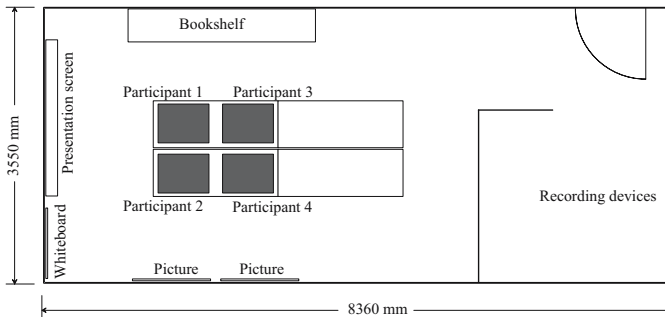 Bookshelf
Presentation screen
Participant 1
Participant 3
3550 mm
Recording devices
Participant 2
Participant 4
Whiteboard
Picture
Picture
8360 mm